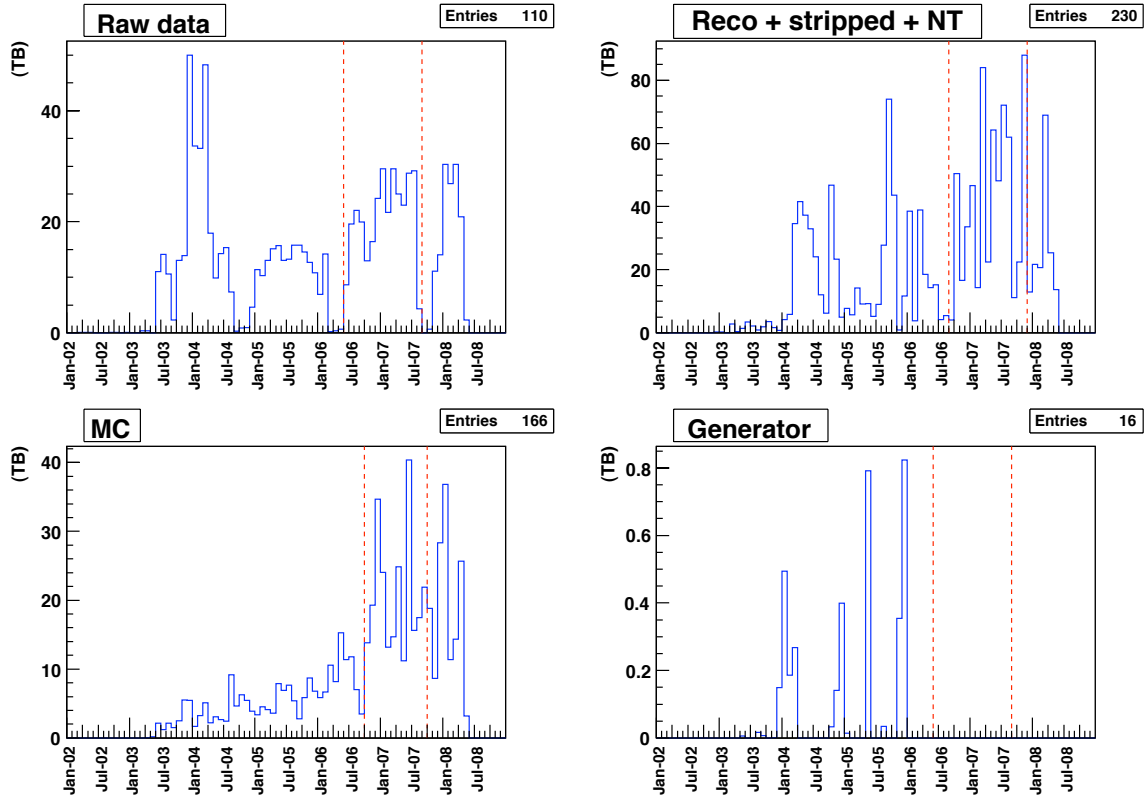 Raw data
Entries 110
(TB)
40
20
0
Jan-02
Jul-02
Jan-03
Jul-03
Jan-04
Jul-04
Jan-05
Jul-05
Jan-06
Jul-06
Jan-07
Jul-07
Jan-08
Jul-08
Reco + stripped + NT
Entries 230
(TB)
80
60
40
20
0
Jan-02
Jul-02
Jan-03
Jul-03
Jan-04
Jul-04
Jan-05
Jul-05
Jan-06
Jul-06
Jan-07
Jul-07
Jan-08
Jul-08
MC
Entries 166
(TB)
40
30
20
10
0
Jan-02
Jul-02
Jan-03
Jul-03
Jan-04
Jul-04
Jan-05
Jul-05
Jan-06
Jul-06
Jan-07
Jul-07
Jan-08
Jul-08
Generator
Entries 16
(TB)
0.8
0.6
0.4
0.2
0
Jan-02
Jul-02
Jan-03
Jul-03
Jan-04
Jul-04
Jan-05
Jul-05
Jan-06
Jul-06
Jan-07
Jul-07
Jan-08
Jul-08